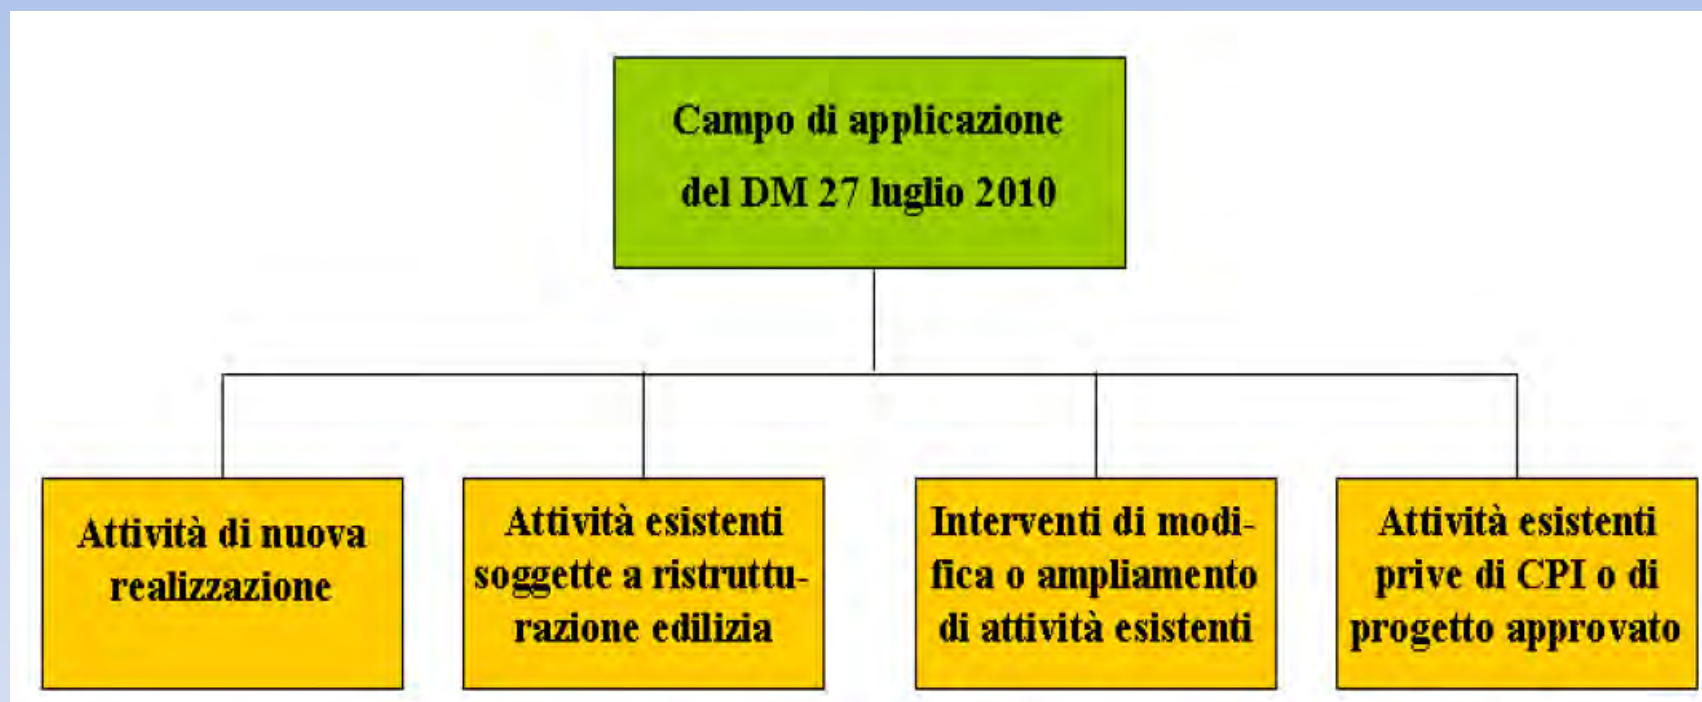 Campo di applicazione
del DM 27 luglio 2010
Attività di nuova
realizzazione
Attività esistenti
soggette a ristruttu-
razione edilizia
Interventi di modi-
fica o ampliamento
di attività esistenti
Attività esistenti
prive di CPI o di
progetto approvato